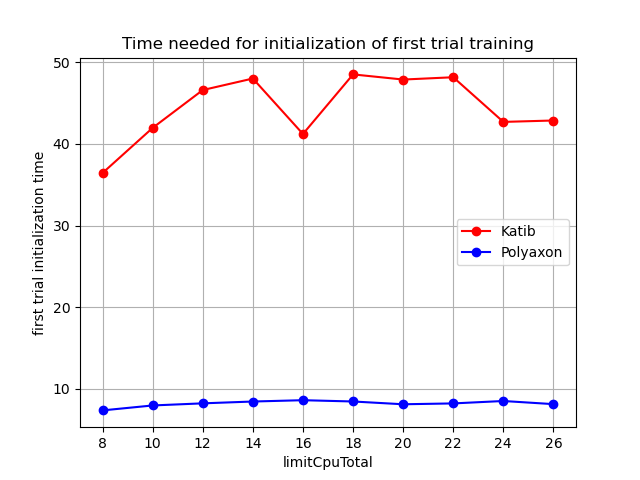 Time needed for initialization of first trial training
first trial initialization time
50
40
30
20
10
Katib
Polyaxon
8 10 12 14 16 18 20 22 24 26
limitCpuTotal